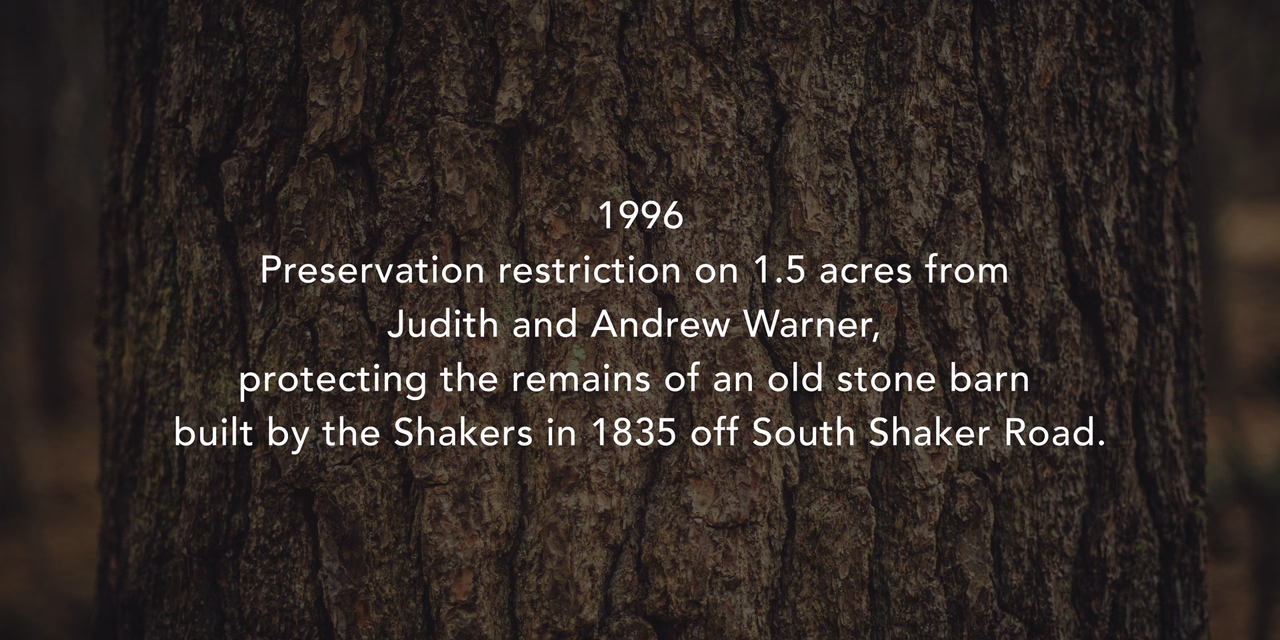 1996
Preservation restriction on 1.5 acres from
Judith and Andrew Warner,
protecting the remains of an old stone barn
built by the Shakers in 1835 off South Shaker Road.